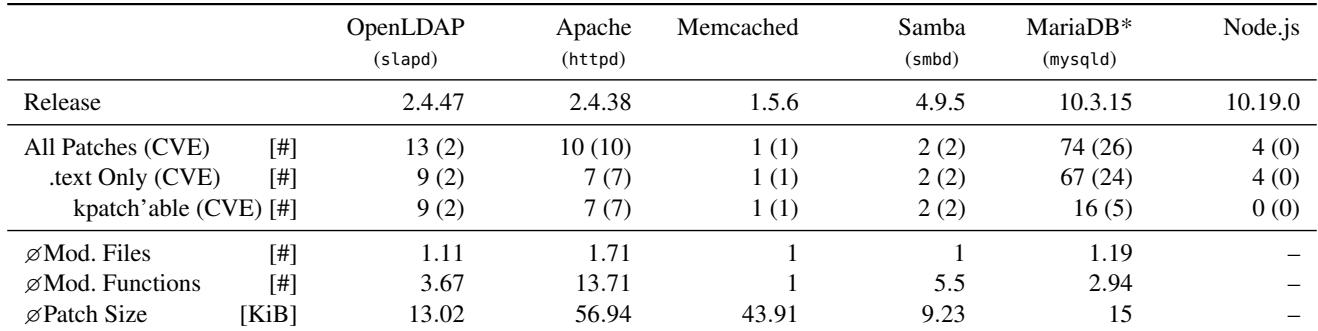 OpenLDAP Apache Memcached Samba MariaDB* Node.js
(slapd) (httpd) (smbd) (mysqld)
Release 2.4.47 2.4.38 1.5.6 4.9.5 10.3.15 10.19.0
All Patches (CVE) [#] 13 (2) 10 (10) 1 (1) 2 (2) 74 (26) 4 (0)
.text Only (CVE) [#] 9 (2) 7 (7) 1 (1) 2 (2) 67 (24) 4 (0)
kpatch'able (CVE) [#] 9 (2) 7 (7) 1 (1) 2 (2) 16 (5) 0 (0)
∅Mod. Files [#] 1.11 1.71 1 1 1.19 –
∅Mod. Functions [#] 3.67 13.71 1 5.5 2.94 –
∅Patch Size [KiB] 13.02 56.94 43.91 9.23 15 –